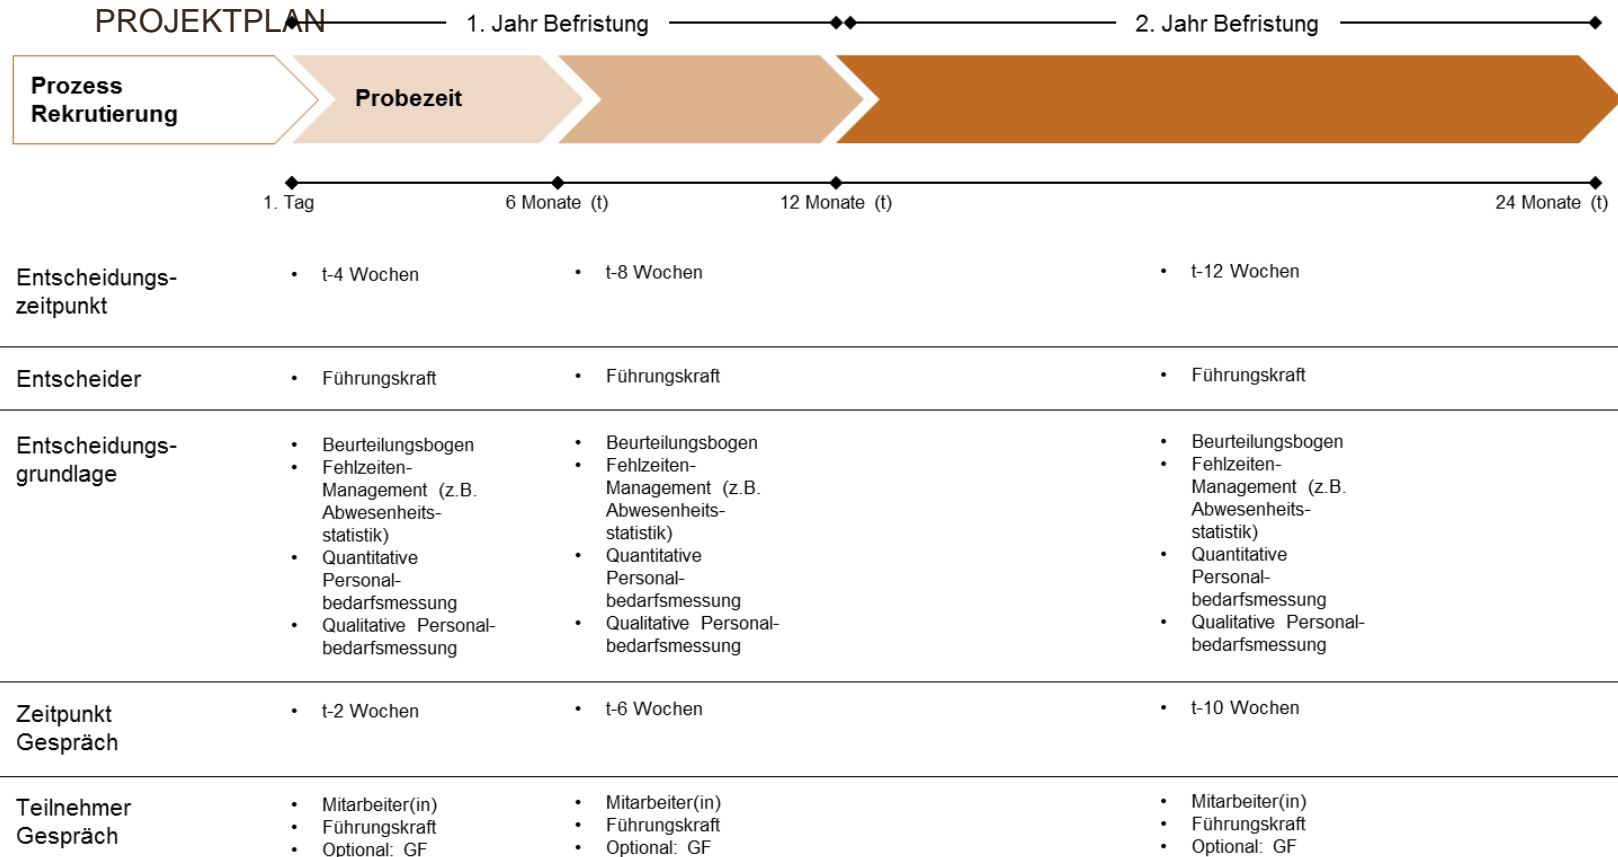 PROJEKTPLAN
1. Jahr Befristung
2. Jahr Befristung
Prozess
Rekrutierung
Probezeit
1. Tag
6 Monate (t)
12 Monate (t)
24 Monate (t)
Entscheidungs-
zeitpunkt
• t-4 Wochen
• t-8 Wochen
• t-12 Wochen
Entscheider
• Führungskraft
• Führungskraft
• Führungskraft
Entscheidungs-
grundlage
• Beurteilungsbogen
• Fehlzeiten-
Management (z.B.
Abwesenheits-
statistik)
• Quantitative
Personal-
bedarfsmessung
• Qualitative Personal-
bedarfsmessung
• Beurteilungsbogen
• Fehlzeiten-
Management (z.B.
Abwesenheits-
statistik)
• Quantitative
Personal-
bedarfsmessung
• Qualitative Personal-
bedarfsmessung
• Beurteilungsbogen
• Fehlzeiten-
Management (z.B.
Abwesenheits-
statistik)
• Quantitative
Personal-
bedarfsmessung
• Qualitative Personal-
bedarfsmessung
Zeitpunkt
Gespräch
• t-2 Wochen
• t-6 Wochen
• t-10 Wochen
Teilnehmer
Gespräch
• Mitarbeiter(in)
• Führungskraft
• Optional: GF
• Mitarbeiter(in)
• Führungskraft
• Optional: GF
• Mitarbeiter(in)
• Führungskraft
• Optional: GF